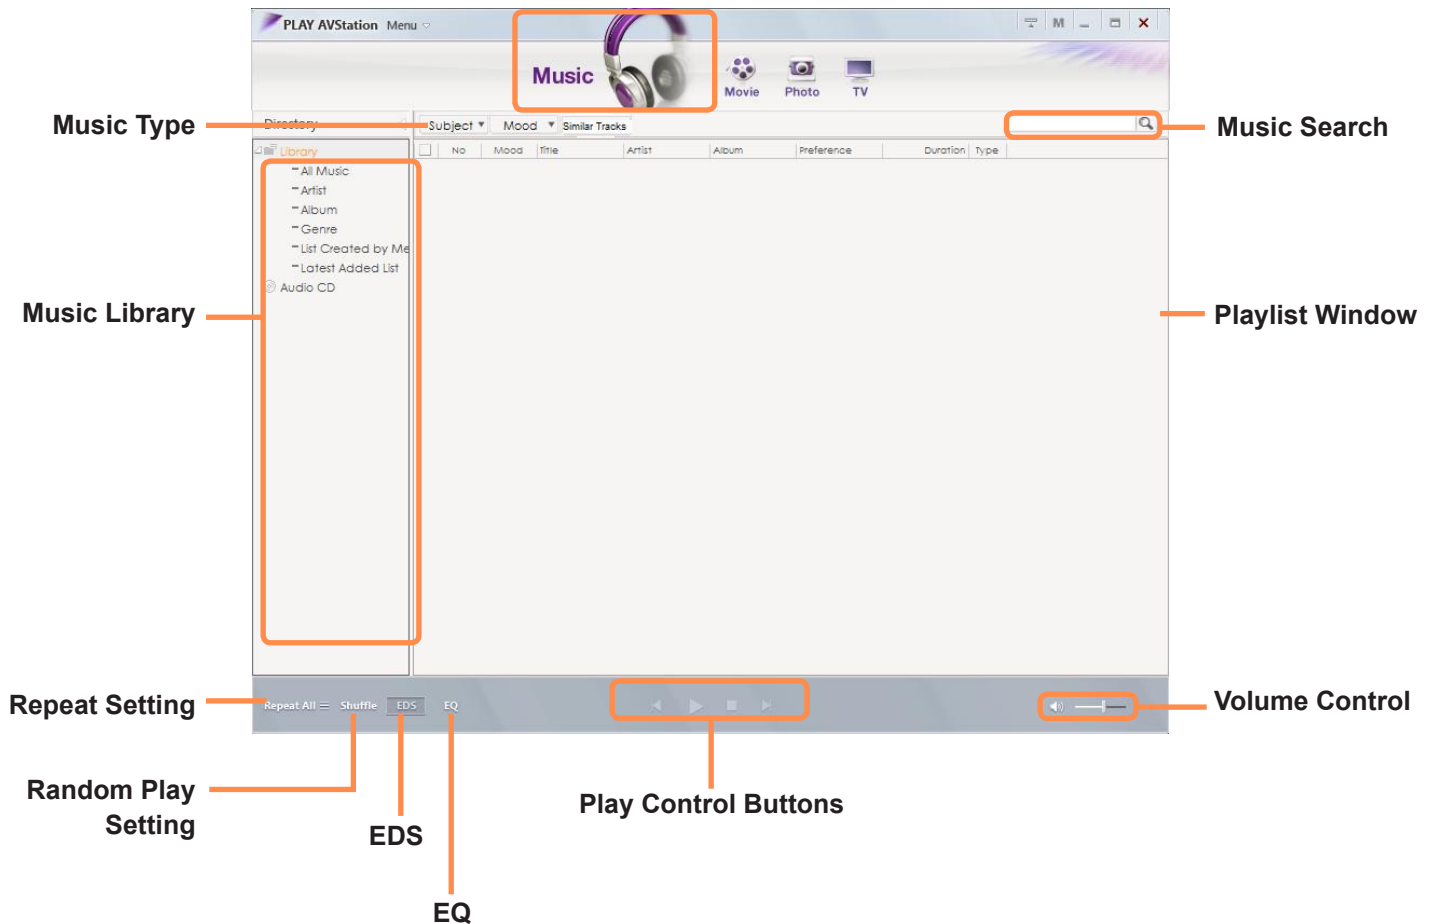 PLAY AVStation Menu
M
Music
Movie Photo TV
Music Type
Directory
Subject Mood Similar Tracks
Music Search
Library
No Mood Title Artist Album Preference Duration Type
All Music
Artist
Album
Genre
List Created by Me
Latest Added List
Audio CD
Music Library
Playlist Window
Repeat Setting
Repeat All Shuffle EDS EQ
Volume Control
Random Play
Setting
Play Control Buttons
EDS
EQ